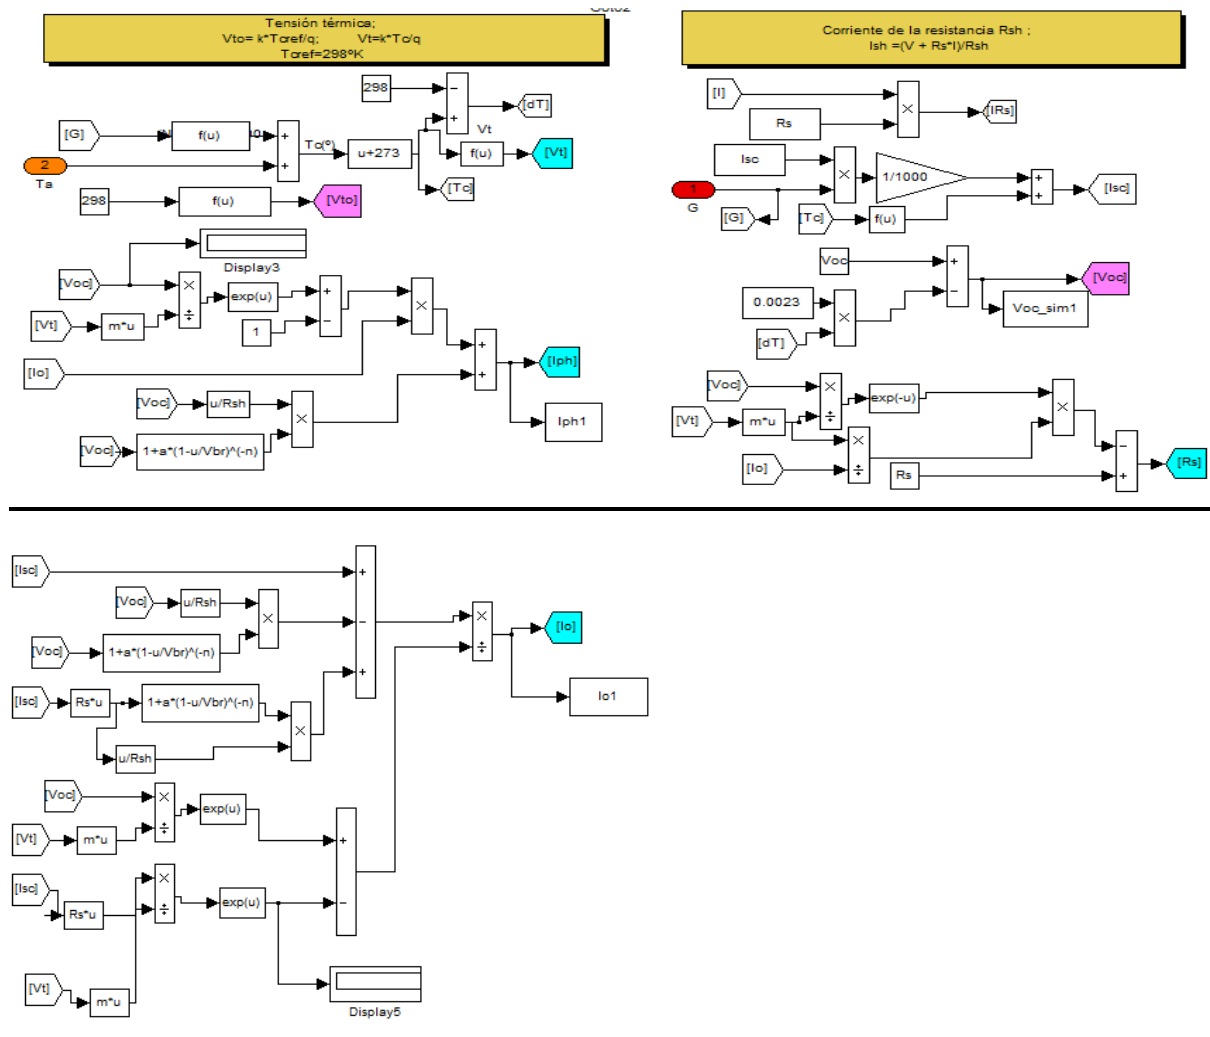 Tensión térmica;
Vto= k*Tcref/q; Vt=k*Tc/q
Tcref=298ºK
Corriente de la resistancia Rsh ;
Ish =(V + Rs*I)/Rsh
298
−
+
[dT]
Vt
[G]
f(u)
+
+
Tc(º)
u+273
f(u)
[Vt]
2
Ta
[Tc]
298
f(u)
[Vto]
Display3
[Voc]
×
÷
exp(u)
+
−
×
[Vt]
m*u
1
+
+
[Iph]
[Io]
[Voc]
u/Rsh
×
Iph1
[Voc]
1+a*(1-u/Vbr)^(-n)
[I]
×
[IRs]
Rs
Isc
×
1/1000
+
+
[Isc]
1
G
[G]
[Tc]
f(u)
Voc
+
−
[Voc]
0.0023
×
Voc_sim1
[dT]
[Voc]
×
÷
exp(-u)
×
[Vt]
m*u
×
÷
−
+
[Rs]
[Io]
Rs
[Isc]
+
−
+
[Voc]
u/Rsh
×
×
÷
[Io]
[Voc]
1+a*(1-u/Vbr)^(-n)
[Isc]
Rs*u
1+a*(1-u/Vbr)^(-n)
×
Io1
u/Rsh
[Voc]
×
÷
exp(u)
+
−
[Vt]
m*u
[Isc]
×
÷
exp(u)
Rs*u
[Vt]
m*u
Display5